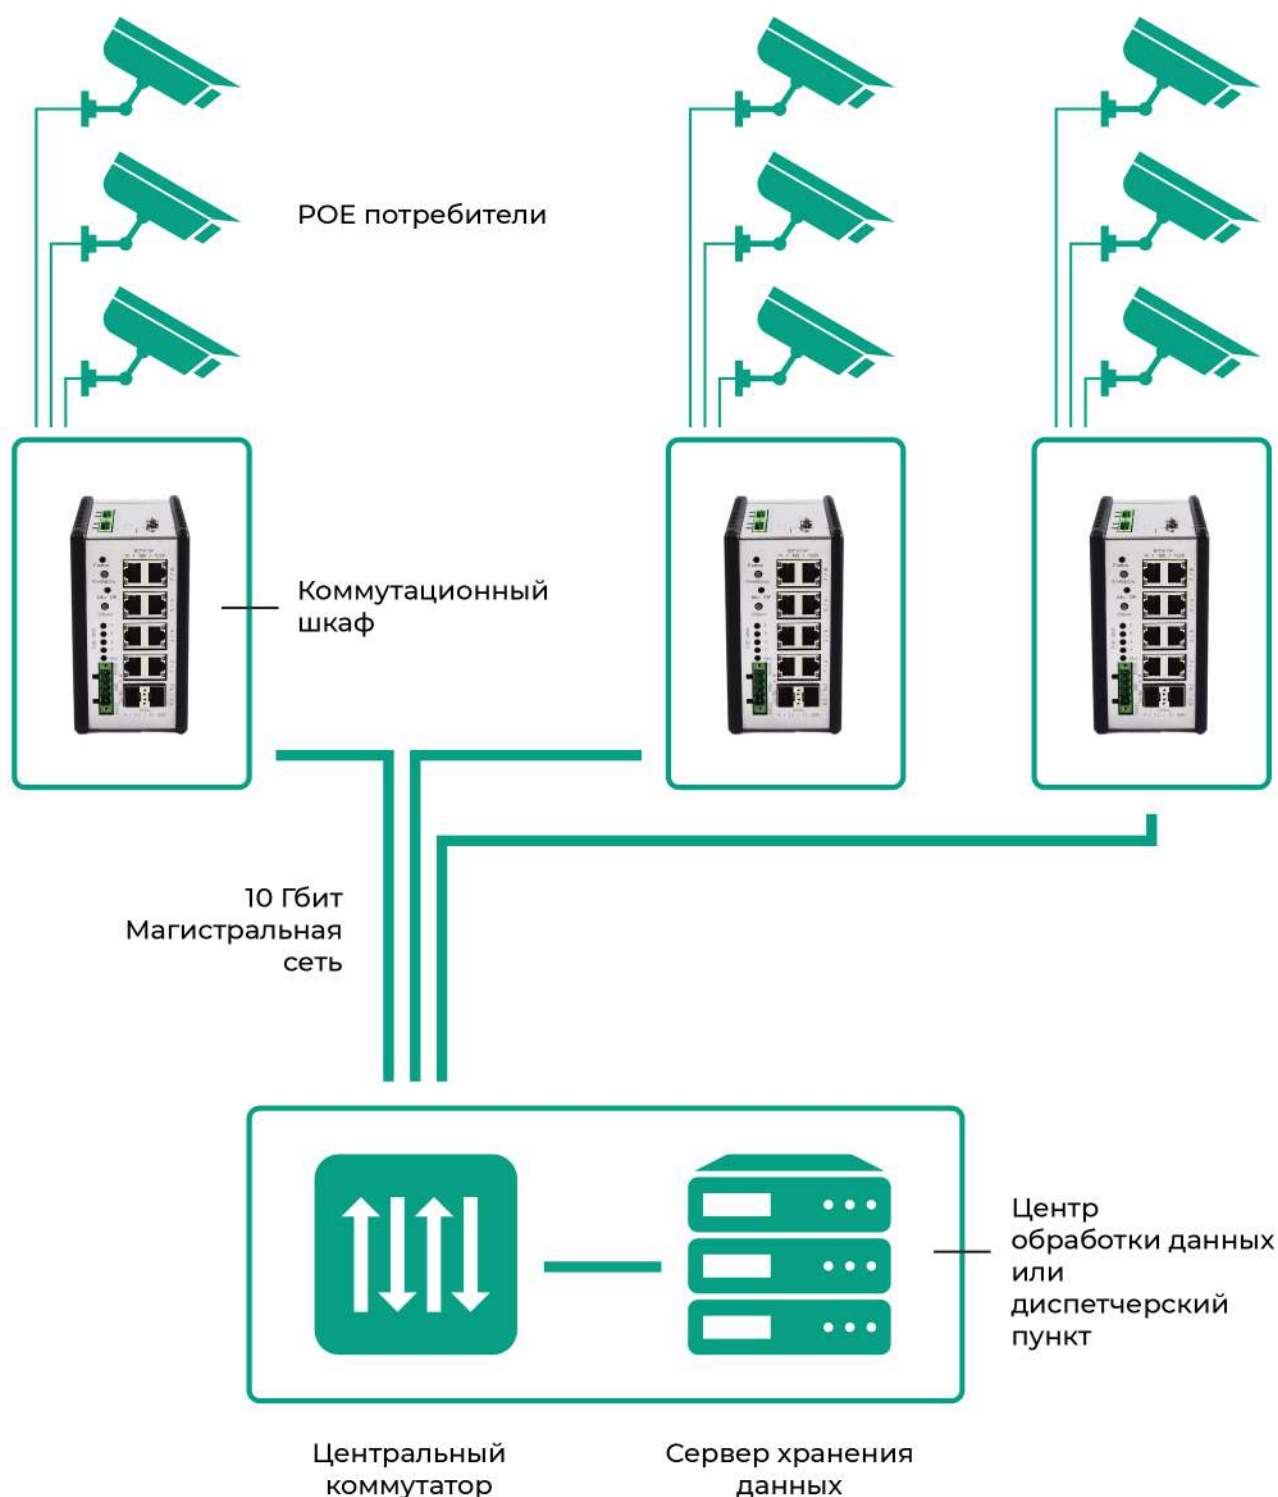 POE потребители
Коммутационный
шкаф
10 Гбит
Магистральная
сеть
Центр
обработки данных
или
диспетчерский
пункт
Центральный
коммутатор
Сервер хранения
данных